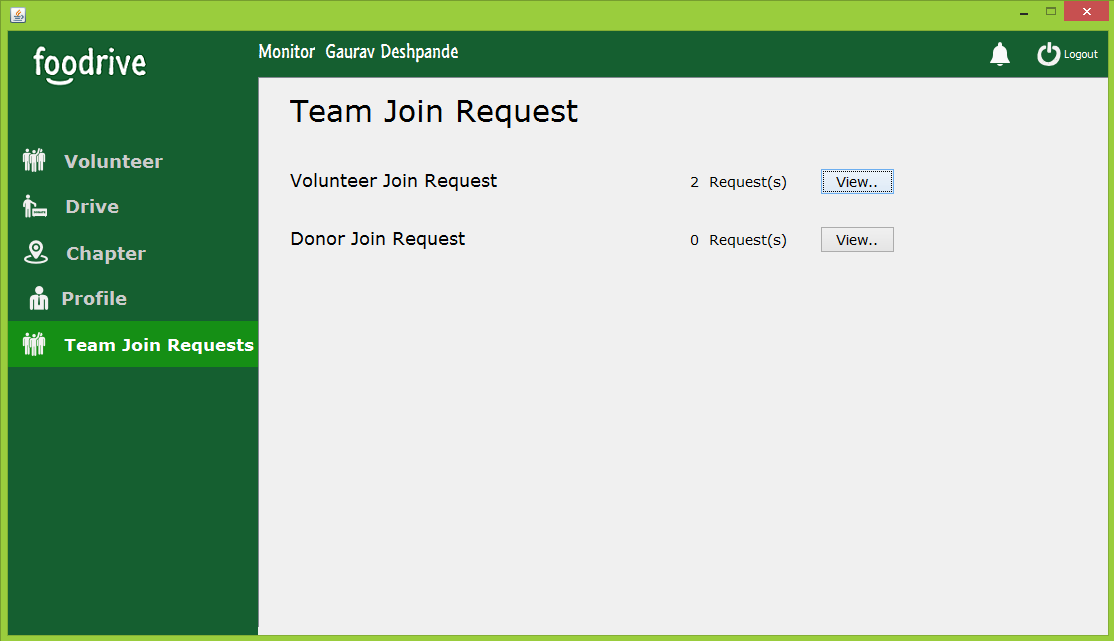 foodrive
Monitor Gaurav Deshpande
Logout
Volunteer
Drive
Chapter
Profile
Team Join Requests
Team Join Request
Volunteer Join Request 2 Request(s) View..
Donor Join Request 0 Request(s) View..